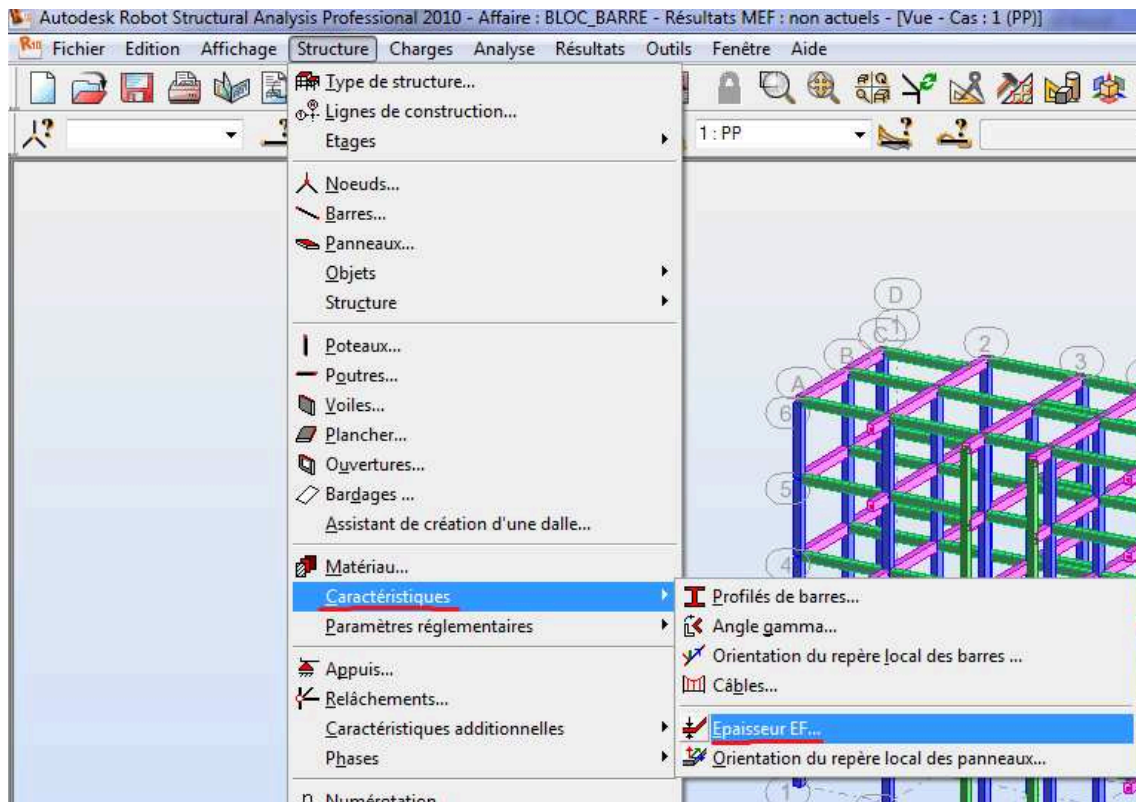 Autodesk Robot Structural Analysis Professional 2010 - Affaire : BLOC_BARRE - Résultats MEF : non actuels - [Vue - Cas : 1 (PP)]
Fichier Edition Affichage Structure Charges Analyse Résultats Outils Fenêtre Aide
Type de structure...
Lignes de construction...
Etages
1 : PP
Noeuds...
Barres...
Panneaux...
Objets
Structure
Poteaux...
Poutres...
Voiles...
Plancher...
Ouvertures...
Bardages ...
Assistant de création d'une dalle...
Matériau...
Caractéristiques
Paramètres réglementaires
Appuis...
Relâchements...
Caractéristiques additionnelles
Phases
Numérotation
Profilés de barres...
Angle gamma...
Orientation du repère local des barres ...
Câbles...
Epaisseur EF...
Orientation du repère local des panneaux...
D
1
C
B
A
2
3
6
5
4
1